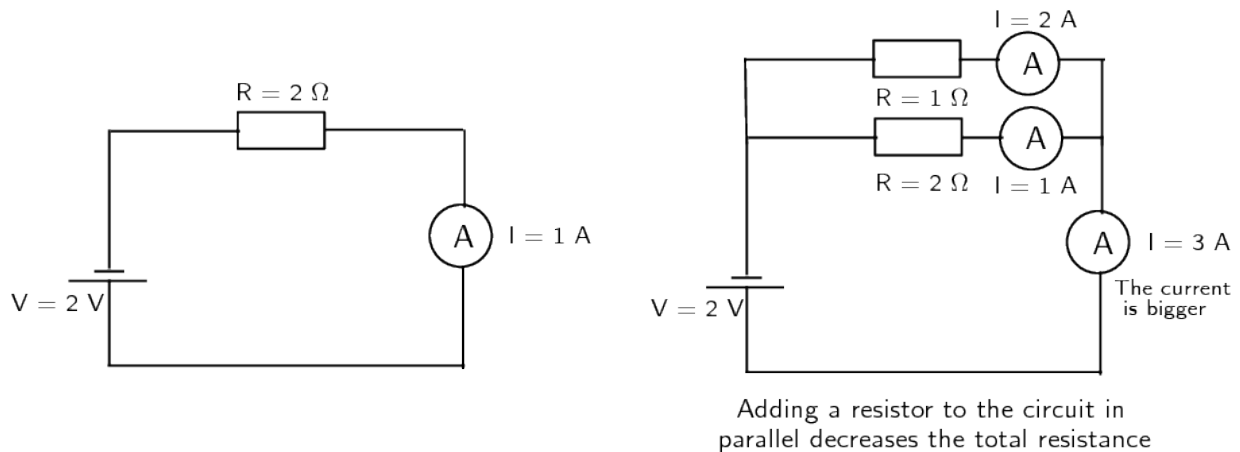 R = 2 Ω
A
I = 1 A
V = 2 V
I = 2 A
A
R = 1 Ω
A
R = 2 Ω
I = 1 A
A
I = 3 A
The current
is bigger
V = 2 V
Adding a resistor to the circuit in
parallel decreases the total resistance